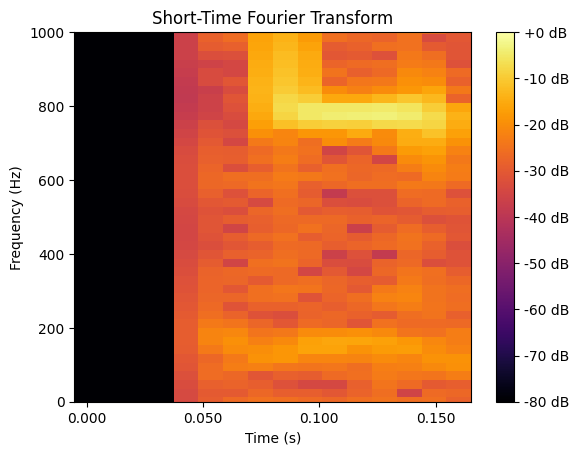 Short-Time Fourier Transform
1000
800
600
400
200
0
Frequency (Hz)
0.000
0.050
0.100
0.150
Time (s)
+0 dB
-10 dB
-20 dB
-30 dB
-40 dB
-50 dB
-60 dB
-70 dB
-80 dB